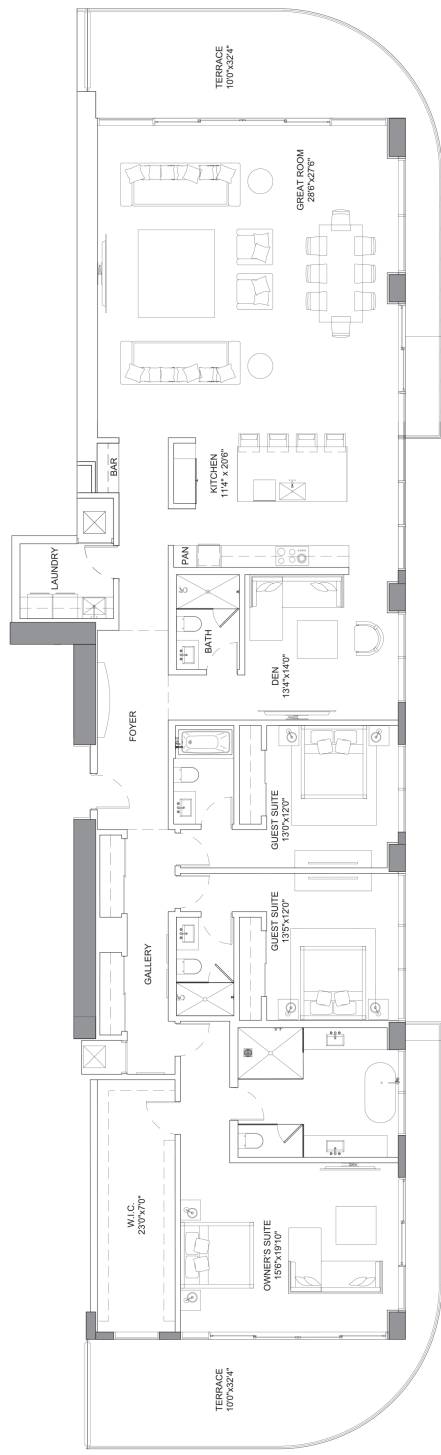 TERRACE
10'0"x32'4"
GREAT ROOM
28'6"x27'6"
BAR
KITCHEN
11'4" x 20'6"
LAUNDRY
PAN
BATH
DEN
13'4"x14'0"
FOYER
GUEST SUITE
13'0"x12'0"
GUEST SUITE
13'5"x12'0"
GALLERY
W.I.C.
23'0"x7'0"
OWNER'S SUITE
15'6"x19'10"
TERRACE
10'0"x32'4"